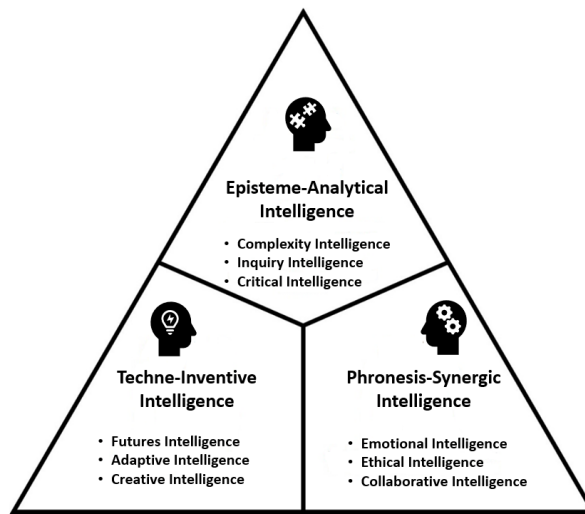 Episteme-Analytical
Intelligence
• Complexity Intelligence
• Inquiry Intelligence
• Critical Intelligence
Techne-Inventive
Intelligence
• Futures Intelligence
• Adaptive Intelligence
• Creative Intelligence
Phronesis-Synergic
Intelligence
• Emotional Intelligence
• Ethical Intelligence
• Collaborative Intelligence